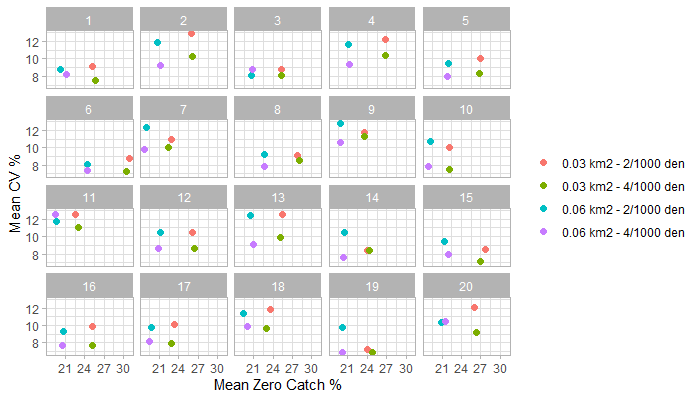 1 2 3 4 5
12
10
8
6 7 8 9 10
12
10
8
11 12 13 14 15
12
10
8
16 17 18 19 20
12
10
8
21 24 27 30 21 24 27 30 21 24 27 30 21 24 27 30 21 24 27 30
Mean Zero Catch %
Mean CV %
0.03 km2 - 2/1000 den
0.03 km2 - 4/1000 den
0.06 km2 - 2/1000 den
0.06 km2 - 4/1000 den